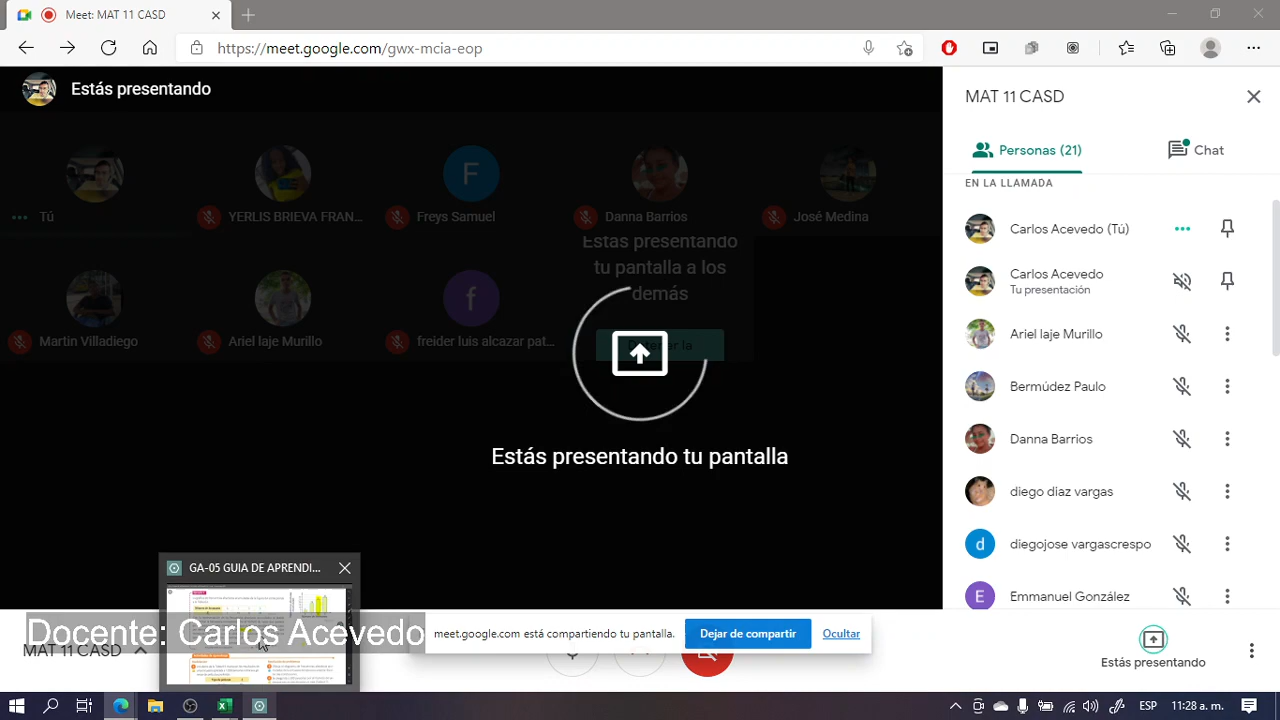 Meet: MAT 11 CASD
https://meet.google.com/gwx-mcia-eop
Estás presentando
MAT 11 CASD
Personas (21)
Chat
EN LA LLAMADA
Tú
YERLIS BRIEVA FRAN...
F
Freys Samuel
Danna Barrios
José Medina
Martin Villadiego
Ariel laje Murillo
f
freider luis alcazar pat...
Estás presentando
tu pantalla a los
demás
Estás presentando tu pantalla
Carlos Acevedo (Tú)
Carlos Acevedo
Tu presentación
Ariel laje Murillo
Bermúdez Paulo
Danna Barrios
diego diaz vargas
d
diegojose vargascrespo
E
Emmanuel González
GA-05 GUIA DE APRENDI...
Docente: Carlos Acevedo
MAT 11 CASD
meet.google.com está compartiendo tu pantalla.
Dejar de compartir
Ocultar
Estás presentando
ESP
11:28 a. m.